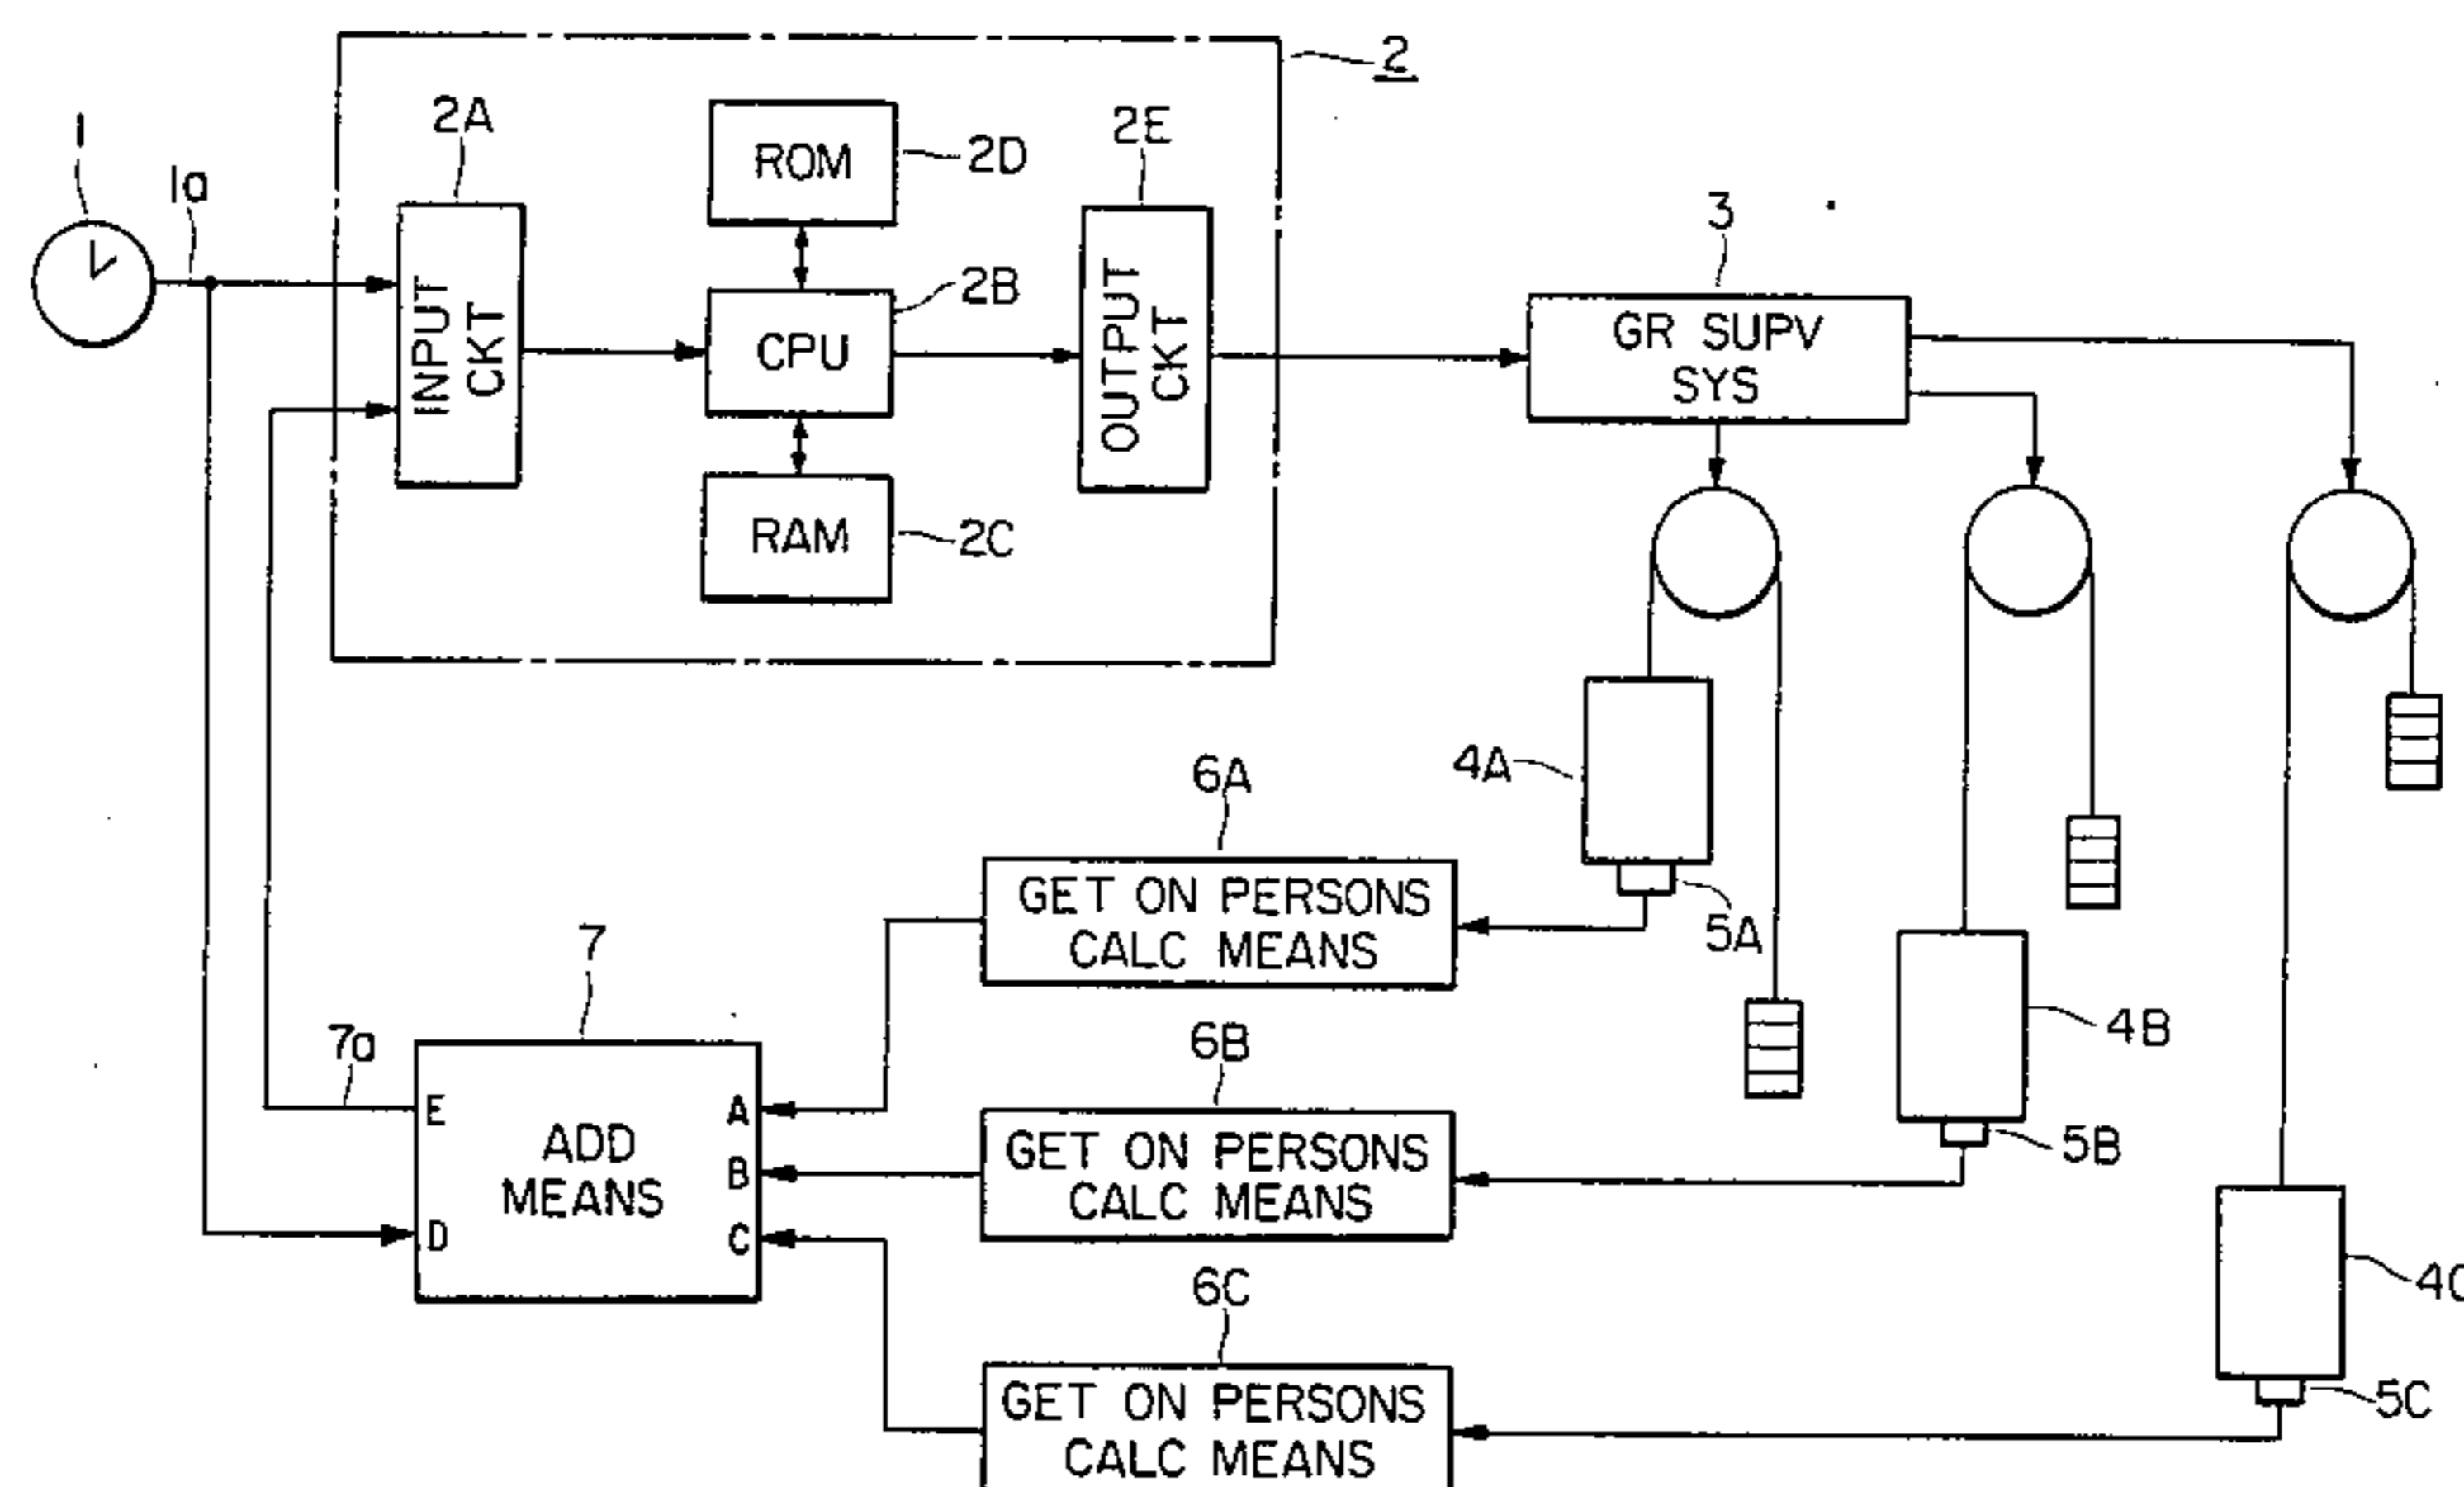 2
1
1a
2A
ROM
2D
2E
3
INPUT
CKT
2B
CPU
OUTPUT
CKT
GR SUPV
SYS
RAM
2C
4A
6A
GET ON PERSONS
CALC MEANS
5A
7
7a
6B
4B
E
A
ADD
MEANS
B
GET ON PERSONS
CALC MEANS
5B
D
C
6C
4C
GET ON PERSONS
CALC MEANS
5C